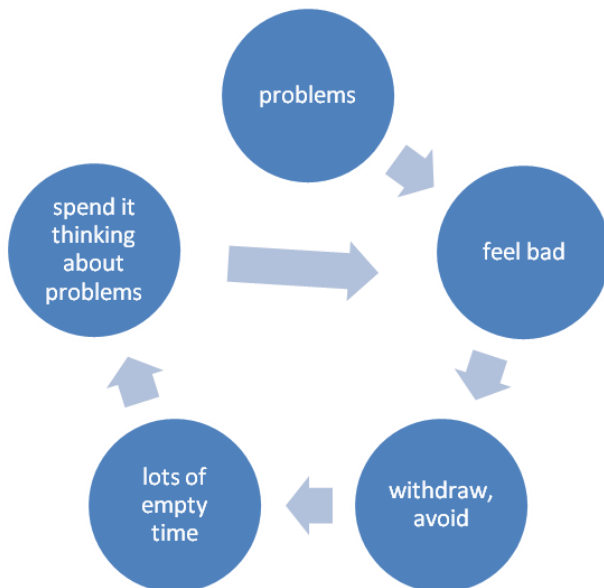 problems
feel bad
withdraw,
avoid
lots of
empty
time
spend it
thinking
about
problems